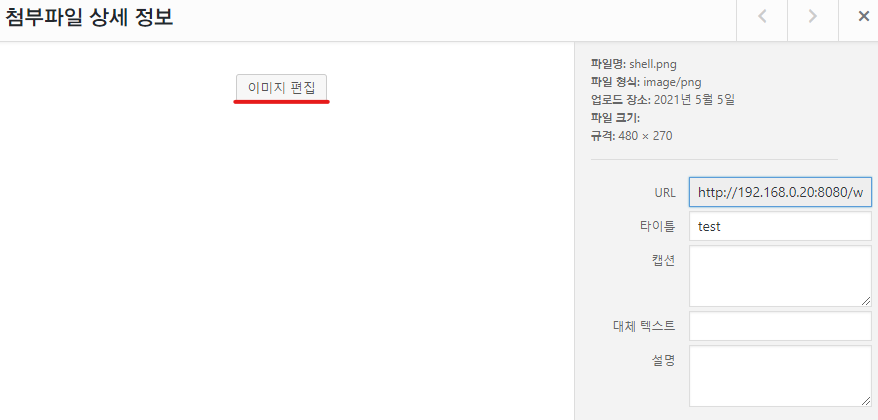 첨부파일 상세 정보
이미지 편집
파일명: shell.png
파일 형식: image/png
업로드 장소: 2021년 5월 5일
파일 크기:
규격: 480 × 270
URL http://192.168.0.20:8080/w
타이틀 test
캡션
대체 텍스트
설명